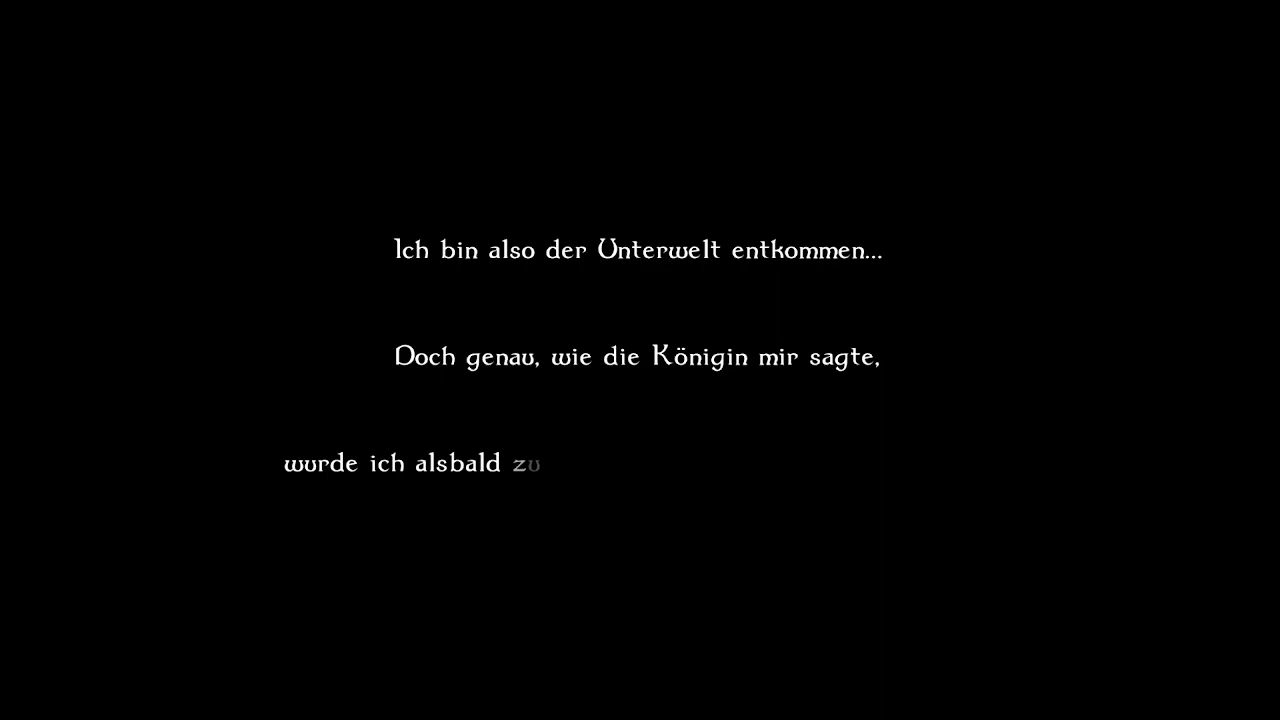 Ich bin also der Unterwelt entkommen...
Doch genau, wie die Königin mir sagte,
wurde ich alsbald zu